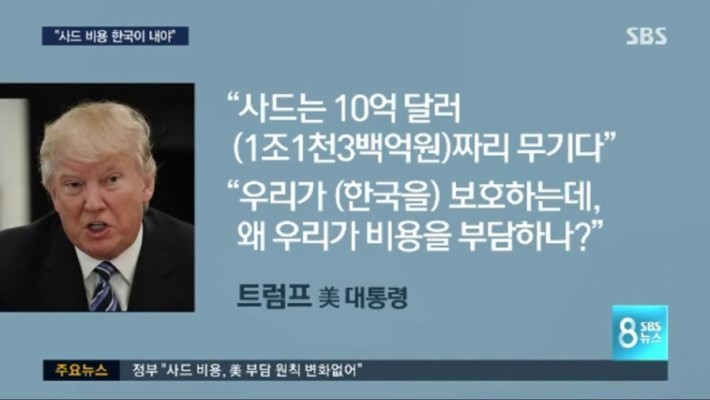 "사드 비용 한국이 내야"
SBS
“사드는 10억 달러
(1조1천3백억원)짜리 무기다”
“우리가 (한국을) 보호하는데,
왜 우리가 비용을 부담하나?”
트럼프 美 대통령
8 SBS 뉴스
주요뉴스 정부 "사드 비용, 美 부담 원칙 변화없어"